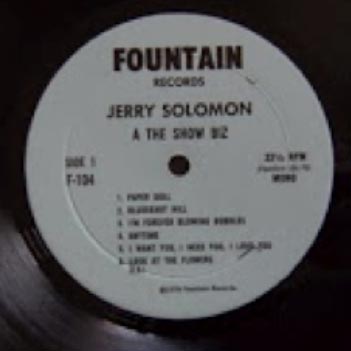 FOUNTAIN
RECORDS
JERRY SOLOMON
A THE SHOW BIZ
SIDE 1
F-104
33⅓ RPM
MONO
1. PAPER DOLL
2. BLUEBERRY HILL
3. I'M FOREVER BLOWING BUBBLES
4. ANYTIME
5. I WANT YOU, I NEED YOU, I LOVE YOU
6. LOOK AT THE FLOWERS
Fountain Records